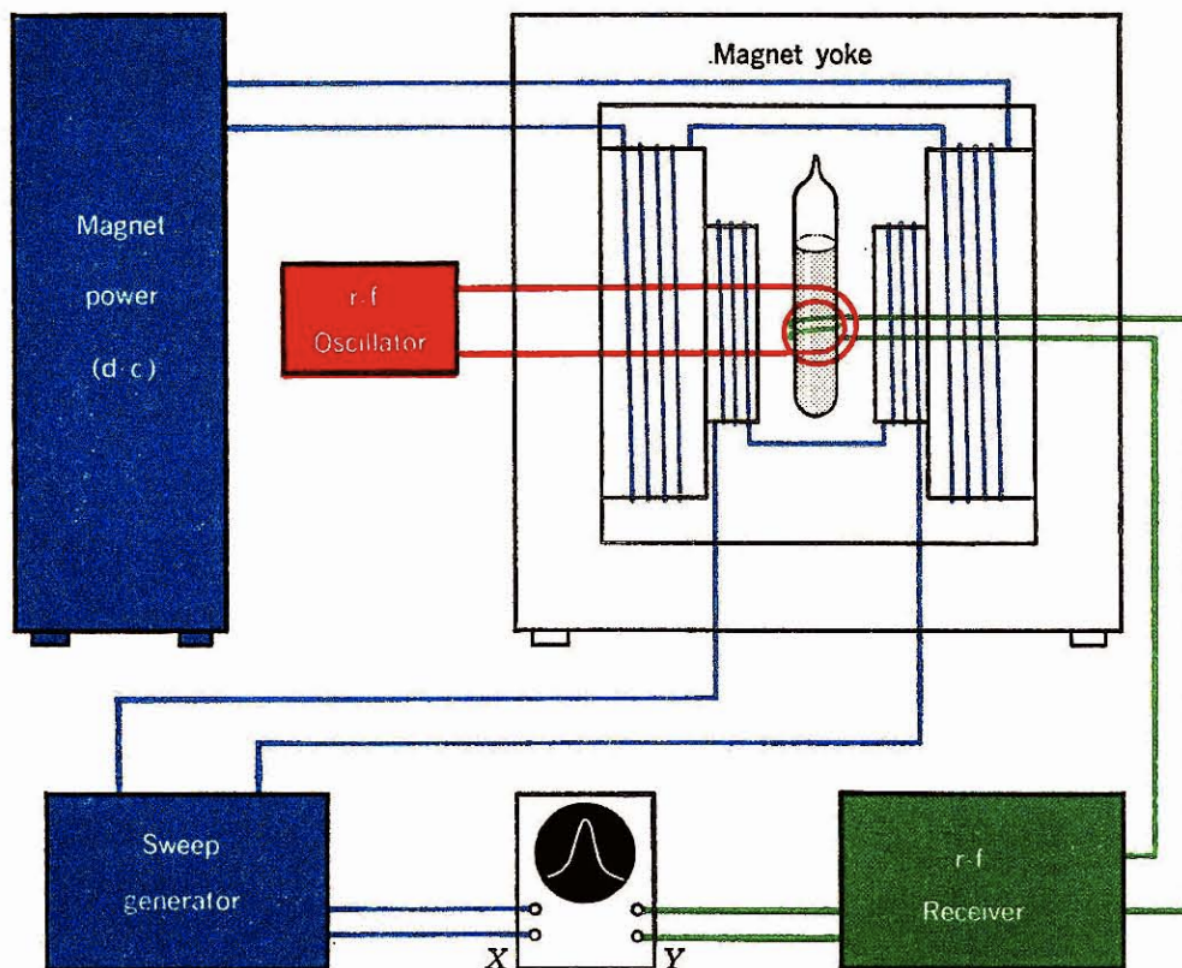 .Magnet yoke
Magnet
power
(d·c)
r·f
Oscillator
Sweep
generator
r·f
Receiver
X
Y